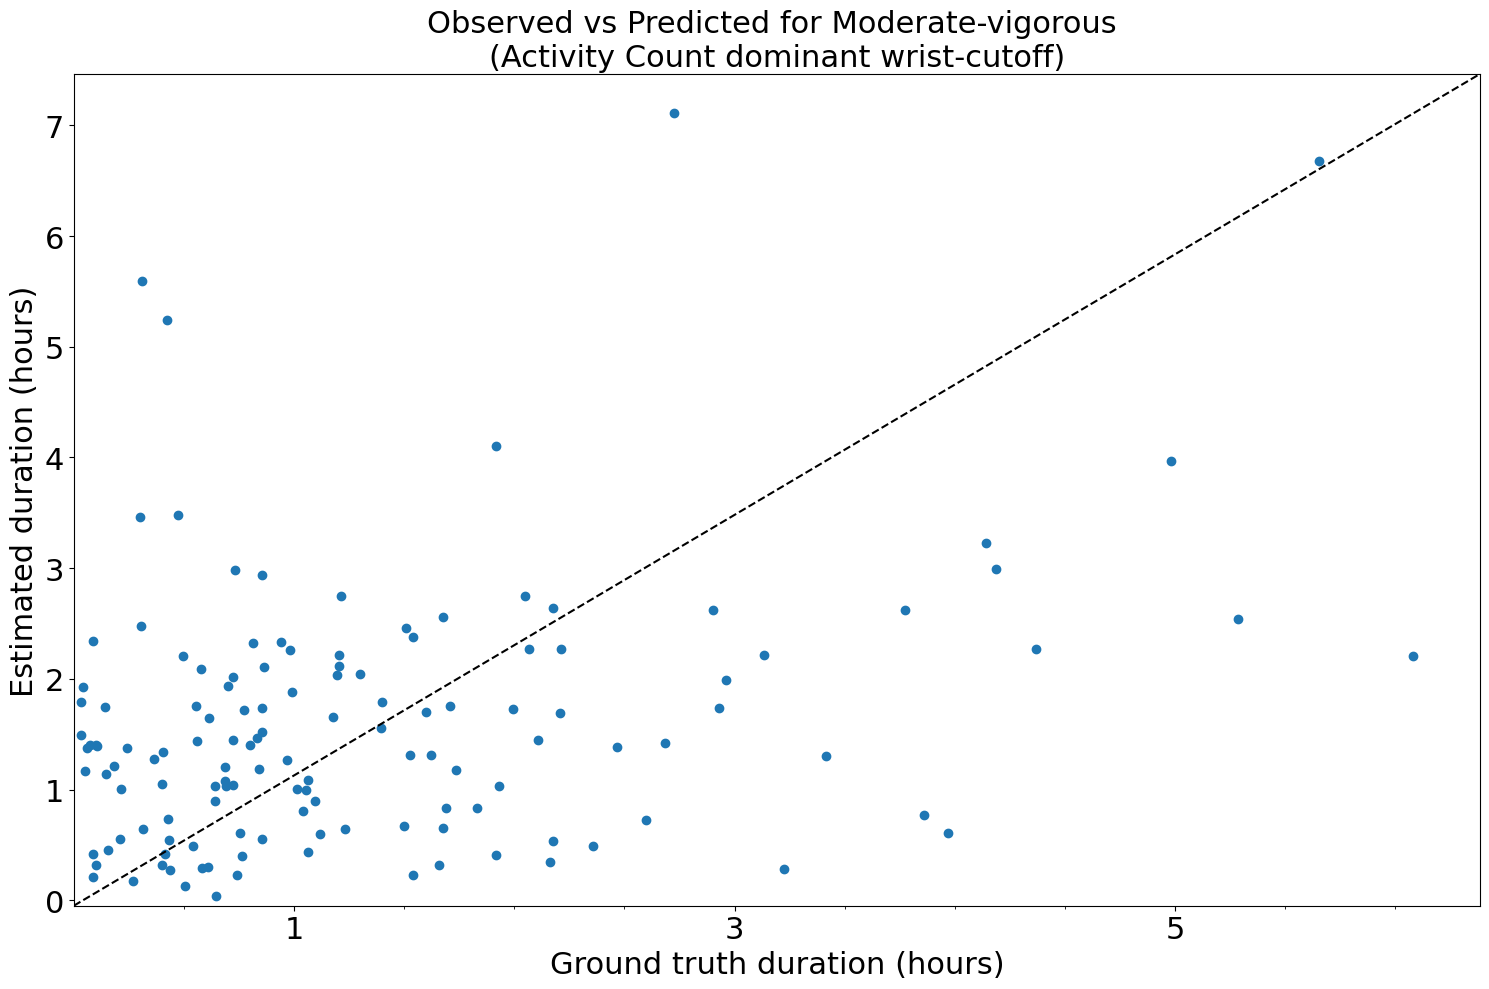 Observed vs Predicted for Moderate-vigorous
(Activity Count dominant wrist-cutoff)
Estimated duration (hours)
7
6
5
4
3
2
1
0
1 3 5
Ground truth duration (hours)